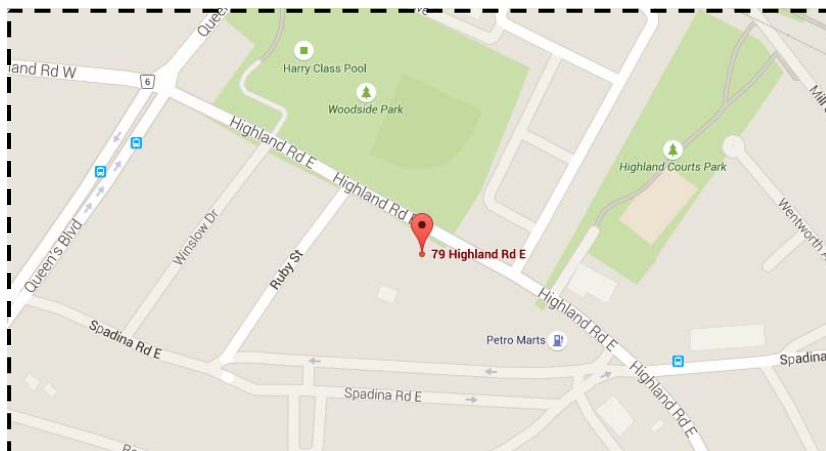 Queen's
Harry Class Pool
land Rd W
6
Woodside Park
Highland Rd E
Highland Courts Park
Highland Rd E
Winslow Dr
Queen's Blvd
Ruby St
79 Highland Rd E
Wentworth A
Highland Rd E
Spadina Rd E
Petro Marts
Spadina
Highland Rd E
Spadina Rd E